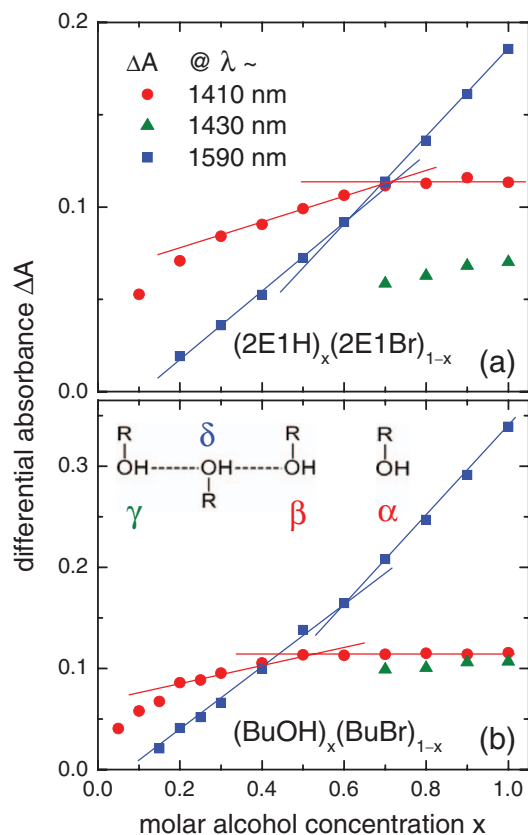 0.2
ΔA @ λ ~
1410 nm
1430 nm
1590 nm
0.1
(2E1H)ₓ(2E1Br)₁₋ₓ (a)
0.0
differential absorbance ΔA
R δ R R
OH OH OH OH
R
γ β α
0.3
0.2
0.1
(BuOH)ₓ(BuBr)₁₋ₓ (b)
0.0
0.0 0.2 0.4 0.6 0.8 1.0
molar alcohol concentration x